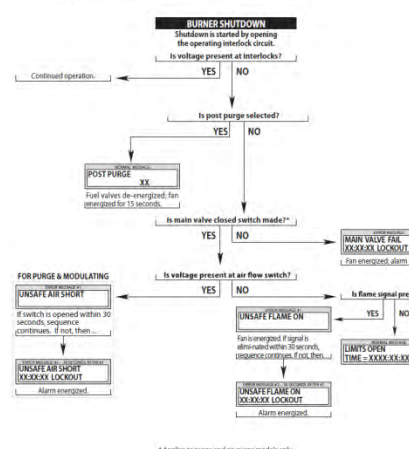 BURNER SHUTDOWN
Shutdown is started by opening
the operating interlock circuit.
Is voltage present at interlocks?
YES NO
Continued operation.
Is post purge selected?
YES NO
POST PURGE
XX
Fuel valves de-energized; fan
energized for 15 seconds.
Is main valve closed switch made?*
YES NO
MAIN VALVE FAIL
XX:XX:XX LOCKOUT
Fan energized; alarm
FOR PURGE & MODULATING
Is voltage present at air flow switch?
YES NO
UNSAFE AIR SHORT
If switch is opened within 30
seconds, sequence
continues. If not, then ...
UNSAFE AIR SHORT
XX:XX:XX LOCKOUT
Alarm energized.
Is flame signal pre
YES NO
UNSAFE FLAME ON
Fan is energized. If signal is
eliminated within 30 seconds,
sequence continues. If not, then...
UNSAFE FLAME ON
XX:XX:XX LOCKOUT
Alarm energized.
LIMITS OPEN
TIME = XXXX:XX:XX